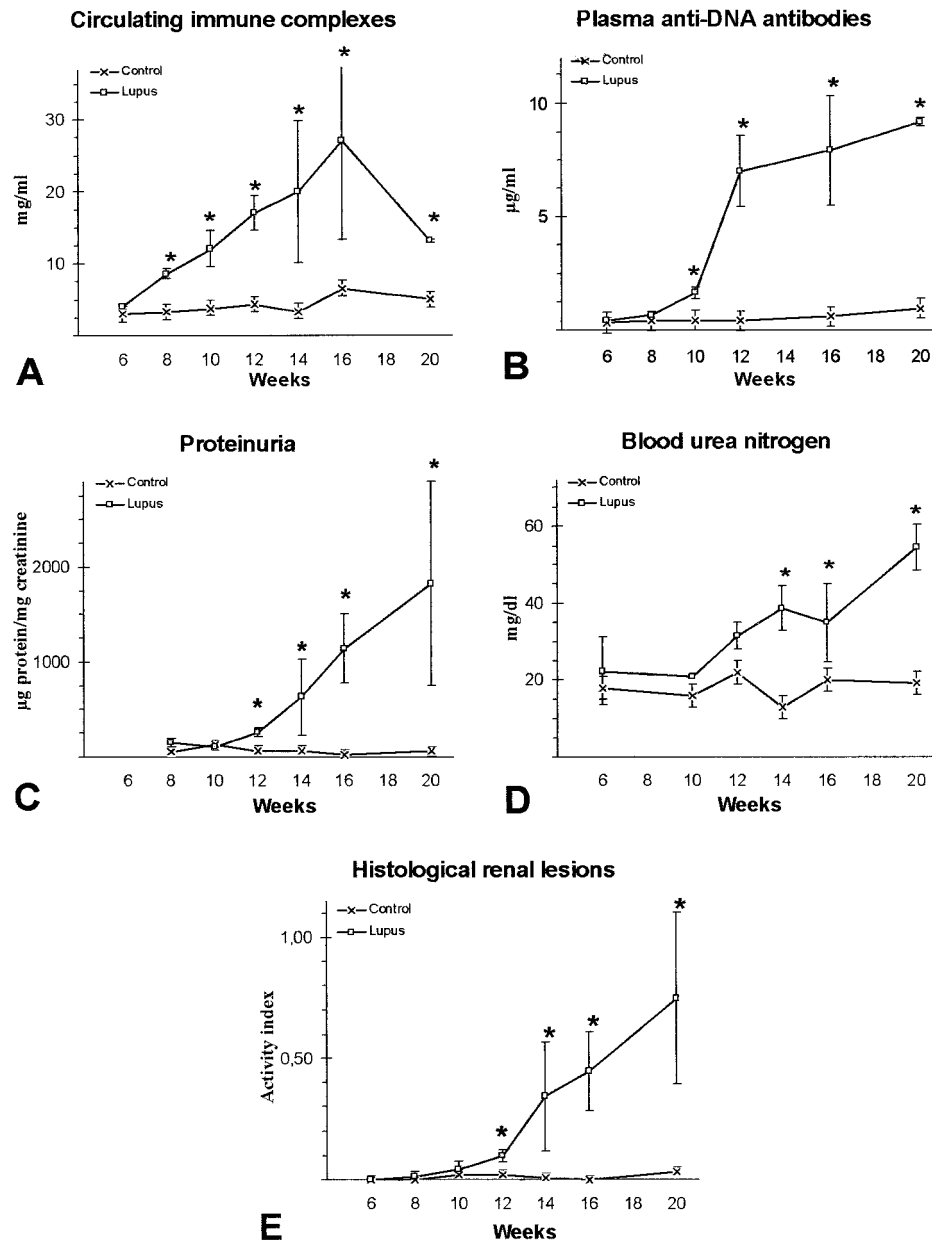 Circulating immune complexes
Control
Lupus
mg/ml
30
20
10
6 8 10 12 14 16 18 20
Weeks
A
Plasma anti-DNA antibodies
Control
Lupus
µg/ml
10
5
6 8 10 12 14 16 18 20
Weeks
B
Proteinuria
Control
Lupus
µg protein/mg creatinine
2000
1000
6 8 10 12 14 16 18 20
Weeks
C
Blood urea nitrogen
Control
Lupus
mg/dl
60
40
20
6 8 10 12 14 16 18 20
Weeks
D
Histological renal lesions
Control
Lupus
Activity index
1,00
0,50
6 8 10 12 14 16 18 20
Weeks
E